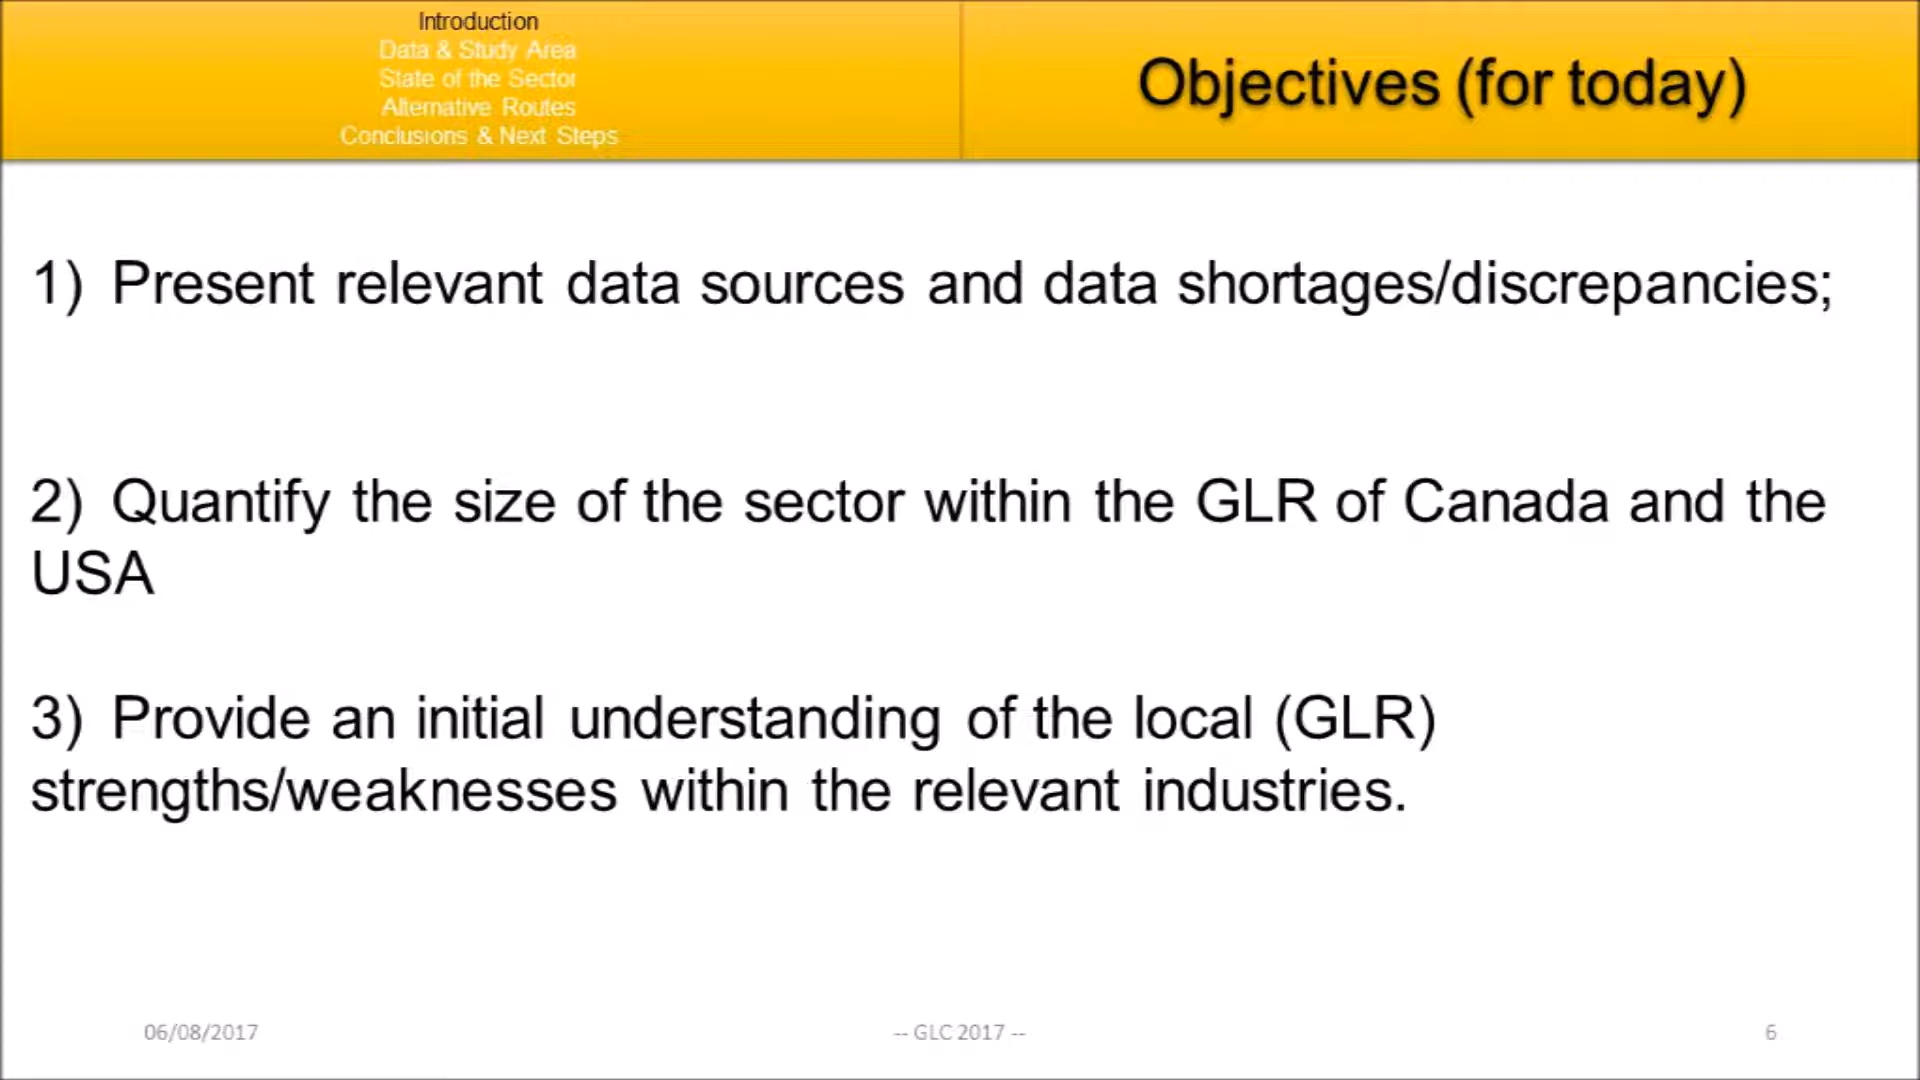 Introduction
Data & Study Area
State of the Sector
Alternative Routes
Conclusions & Next Steps
Objectives (for today)
1) Present relevant data sources and data shortages/discrepancies;
2) Quantify the size of the sector within the GLR of Canada and the
USA
3) Provide an initial understanding of the local (GLR)
strengths/weaknesses within the relevant industries.
06/08/2017
-- GLC 2017 --
6